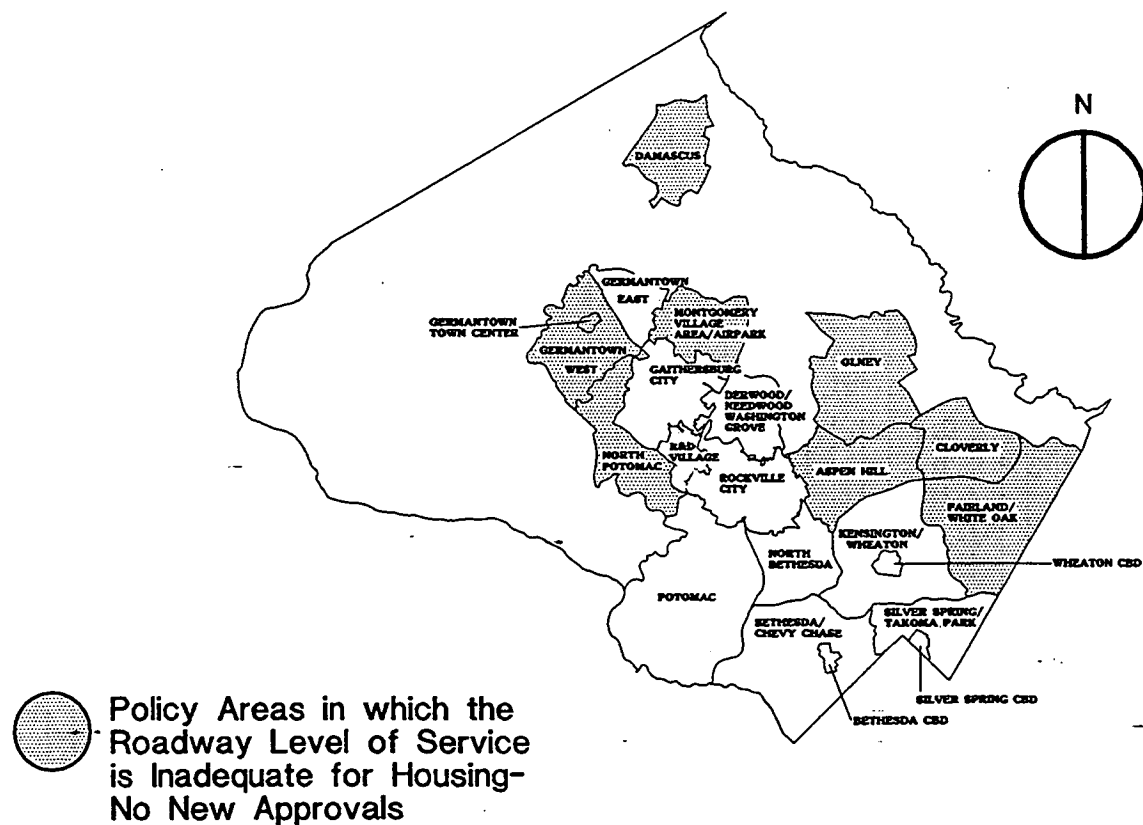 N
DAMASCUS
GERMANTOWN
EAST
GERMANTOWN
TOWN CENTER
MONTGOMERY
VILLAGE
AREA/AIRPARK
GERMANTOWN
WEST
GAITHERSBURG
CITY
OLNEY
DERWOOD/
NEEDWOOD
WASHINGTON
GROVE
R&D
VILLAGE
NORTH
POTOMAC
ROCKVILLE
CITY
ASPEN HILL
CLOVERLY
FAIRLAND/
WHITE OAK
KENSINGTON/
WHEATON
NORTH
BETHESDA
WHEATON CBD
POTOMAC
BETHESDA/
CHEVY CHASE
SILVER SPRING/
TAKOMA PARK
SILVER SPRING CBD
BETHESDA CBD
Policy Areas in which the
Roadway Level of Service
is Inadequate for Housing-
No New Approvals